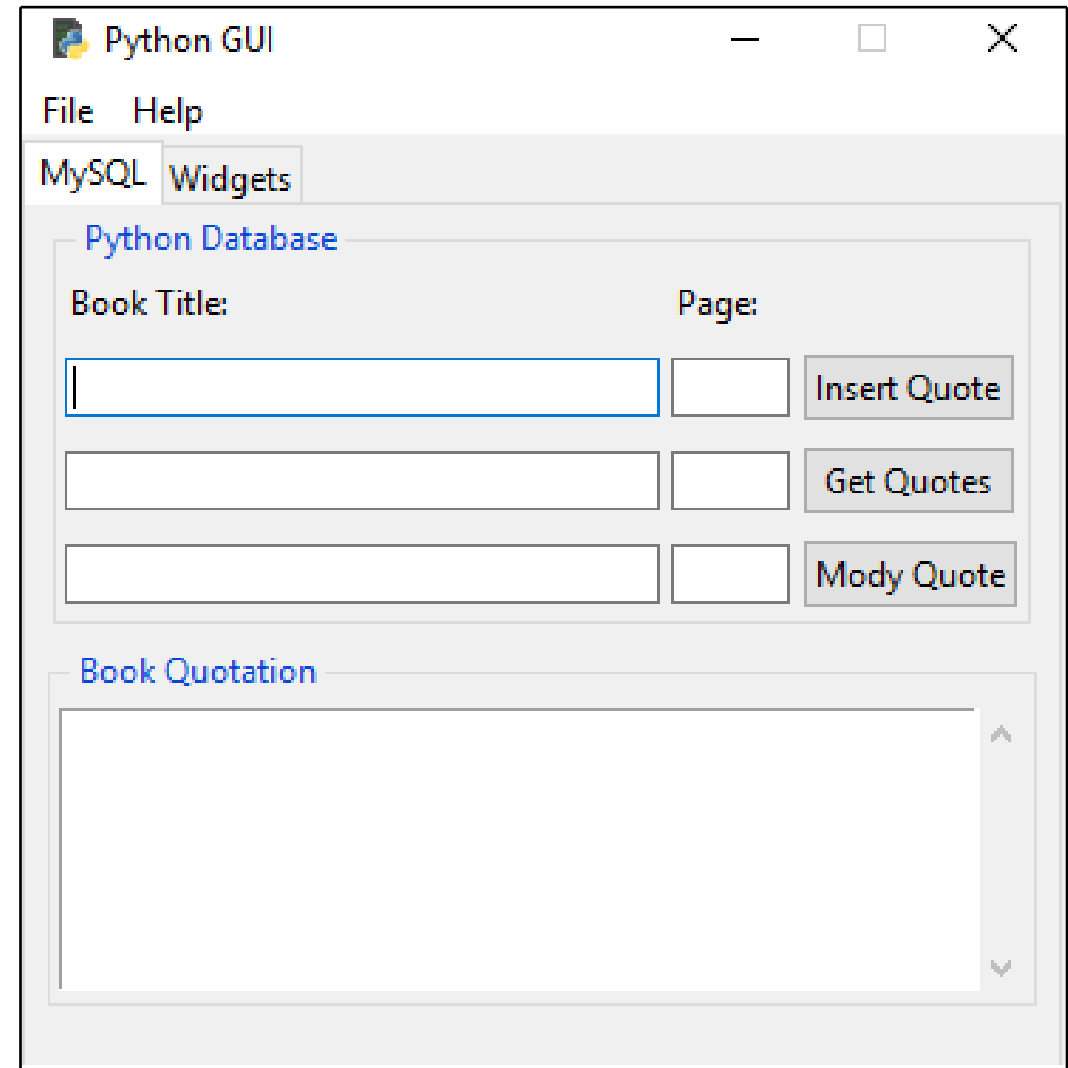 Python GUI
File Help
MySQL Widgets
Python Database
Book Title: Page:
Insert Quote
Get Quotes
Mody Quote
Book Quotation